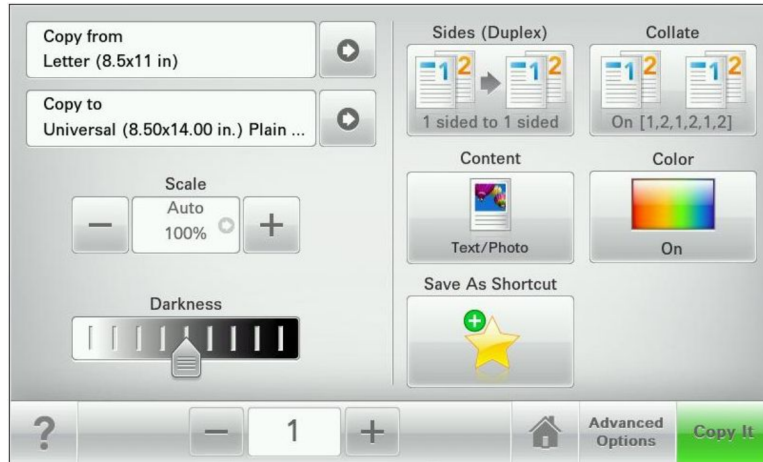 Copy from
Letter (8.5x11 in)
Copy to
Universal (8.50x14.00 in.) Plain ...
Scale
Auto
100%
Darkness
Sides (Duplex)
1 2
1 2
1 sided to 1 sided
Collate
1 2
1 2
On [1,2,1,2,1,2]
Content
Text/Photo
Color
On
Save As Shortcut
?
1
Advanced
Options
Copy It